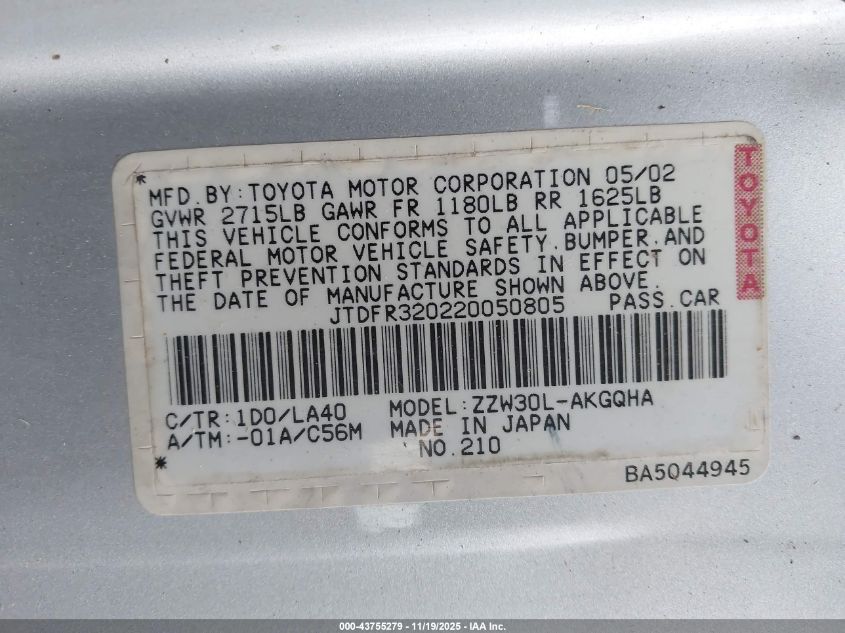 MFD.BY:TOYOTA MOTOR CORPORATION 05/02
GVWR 2715LB GAWR FR 1180LB RR 1625LB
THIS VEHICLE CONFORMS TO ALL APPLICABLE
FEDERAL MOTOR VEHICLE SAFETY.BUMPER.AND
THEFT PREVENTION STANDARDS IN EFFECT ON
THE DATE OF MANUFACTURE SHOWN ABOVE.
JTDFR320220050805 PASS.CAR
C/TR:1D0/LA40 MODEL:ZZW30L-AKGQHA
A/TM:-01A/C56M MADE IN JAPAN
NO.210
BA5044945
TOYOTA
000-43755279 - 11/19/2025 - IAA Inc.